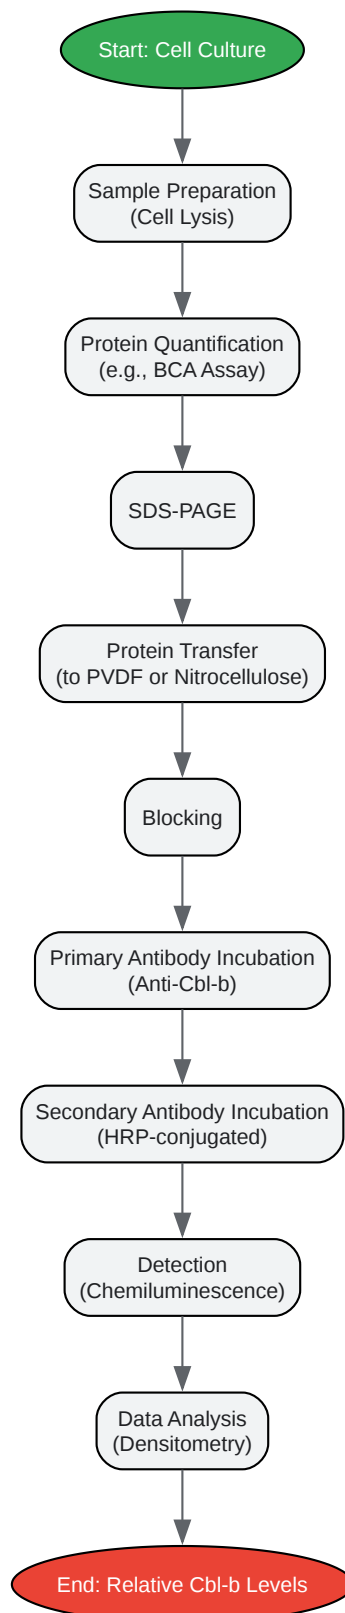 Start: Cell Culture
Sample Preparation
(Cell Lysis)
Protein Quantification
(e.g., BCA Assay)
SDS-PAGE
Protein Transfer
(to PVDF or Nitrocellulose)
Blocking
Primary Antibody Incubation
(Anti-Cbl-b)
Secondary Antibody Incubation
(HRP-conjugated)
Detection
(Chemiluminescence)
Data Analysis
(Densitometry)
End: Relative Cbl-b Levels